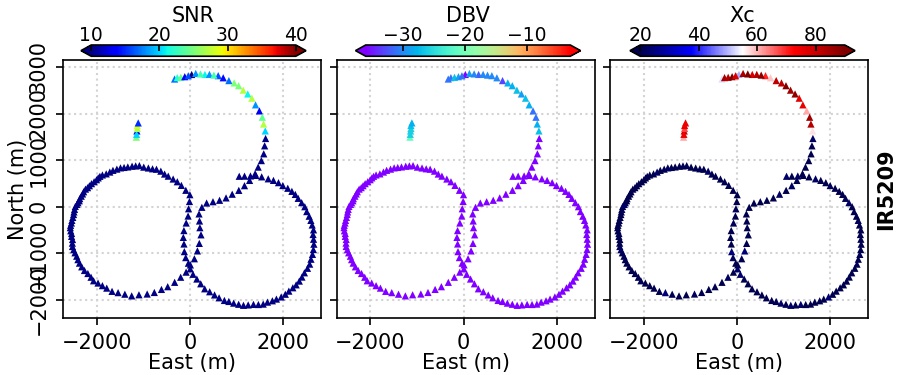 SNR DBV Xc
10 20 30 40 −30 −20 −10 20 40 60 80
North (m)
3000
2000
1000
0
−1000
−2000
−2000 0 2000 −2000 0 2000 −2000 0 2000
East (m) East (m) East (m)
IR5209